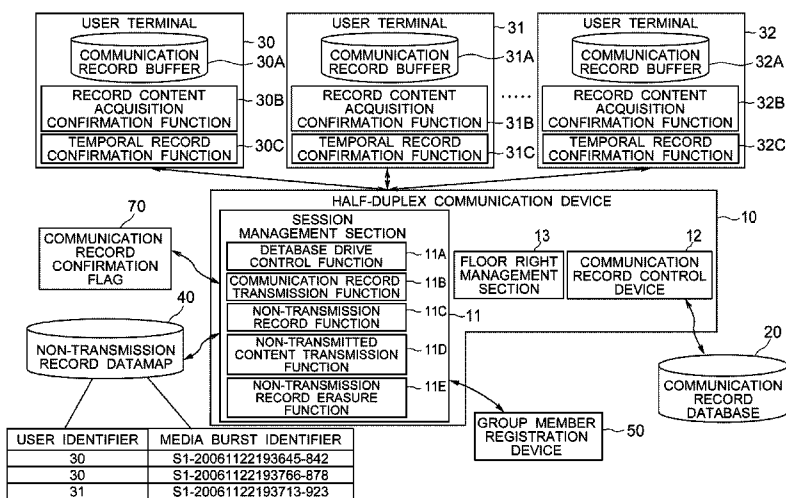 USER TERMINAL
30
COMMUNICATION
RECORD BUFFER
30A
RECORD CONTENT
ACQUISITION
CONFIRMATION FUNCTION
30B
TEMPORAL RECORD
CONFIRMATION FUNCTION
30C
USER TERMINAL
31
COMMUNICATION
RECORD BUFFER
31A
RECORD CONTENT
ACQUISITION
CONFIRMATION FUNCTION
31B
TEMPORAL RECORD
CONFIRMATION FUNCTION
31C
.....
USER TERMINAL
32
COMMUNICATION
RECORD BUFFER
32A
RECORD CONTENT
ACQUISITION
CONFIRMATION FUNCTION
32B
TEMPORAL RECORD
CONFIRMATION FUNCTION
32C
HALF-DUPLEX COMMUNICATION DEVICE
10
SESSION
MANAGEMENT SECTION
DETABASE DRIVE
CONTROL FUNCTION
11A
COMMUNICATION RECORD
TRANSMISSION FUNCTION
11B
NON-TRANSMISSION
RECORD FUNCTION
11C
NON-TRANSMITTED
CONTENT TRANSMISSION
FUNCTION
11D
NON-TRANSMISSION
RECORD ERASURE
FUNCTION
11E
11
13
FLOOR RIGHT
MANAGEMENT
SECTION
12
COMMUNICATION
RECORD CONTROL
DEVICE
70
COMMUNICATION
RECORD
CONFIRMATION
FLAG
40
NON-TRANSMISSION
RECORD DATAMAP
20
COMMUNICATION
RECORD
DATABASE
GROUP MEMBER
REGISTRATION
DEVICE
50
USER IDENTIFIER MEDIA BURST IDENTIFIER
30 S1-20061122193645-842
30 S1-20061122193766-878
31 S1-20061122193713-923